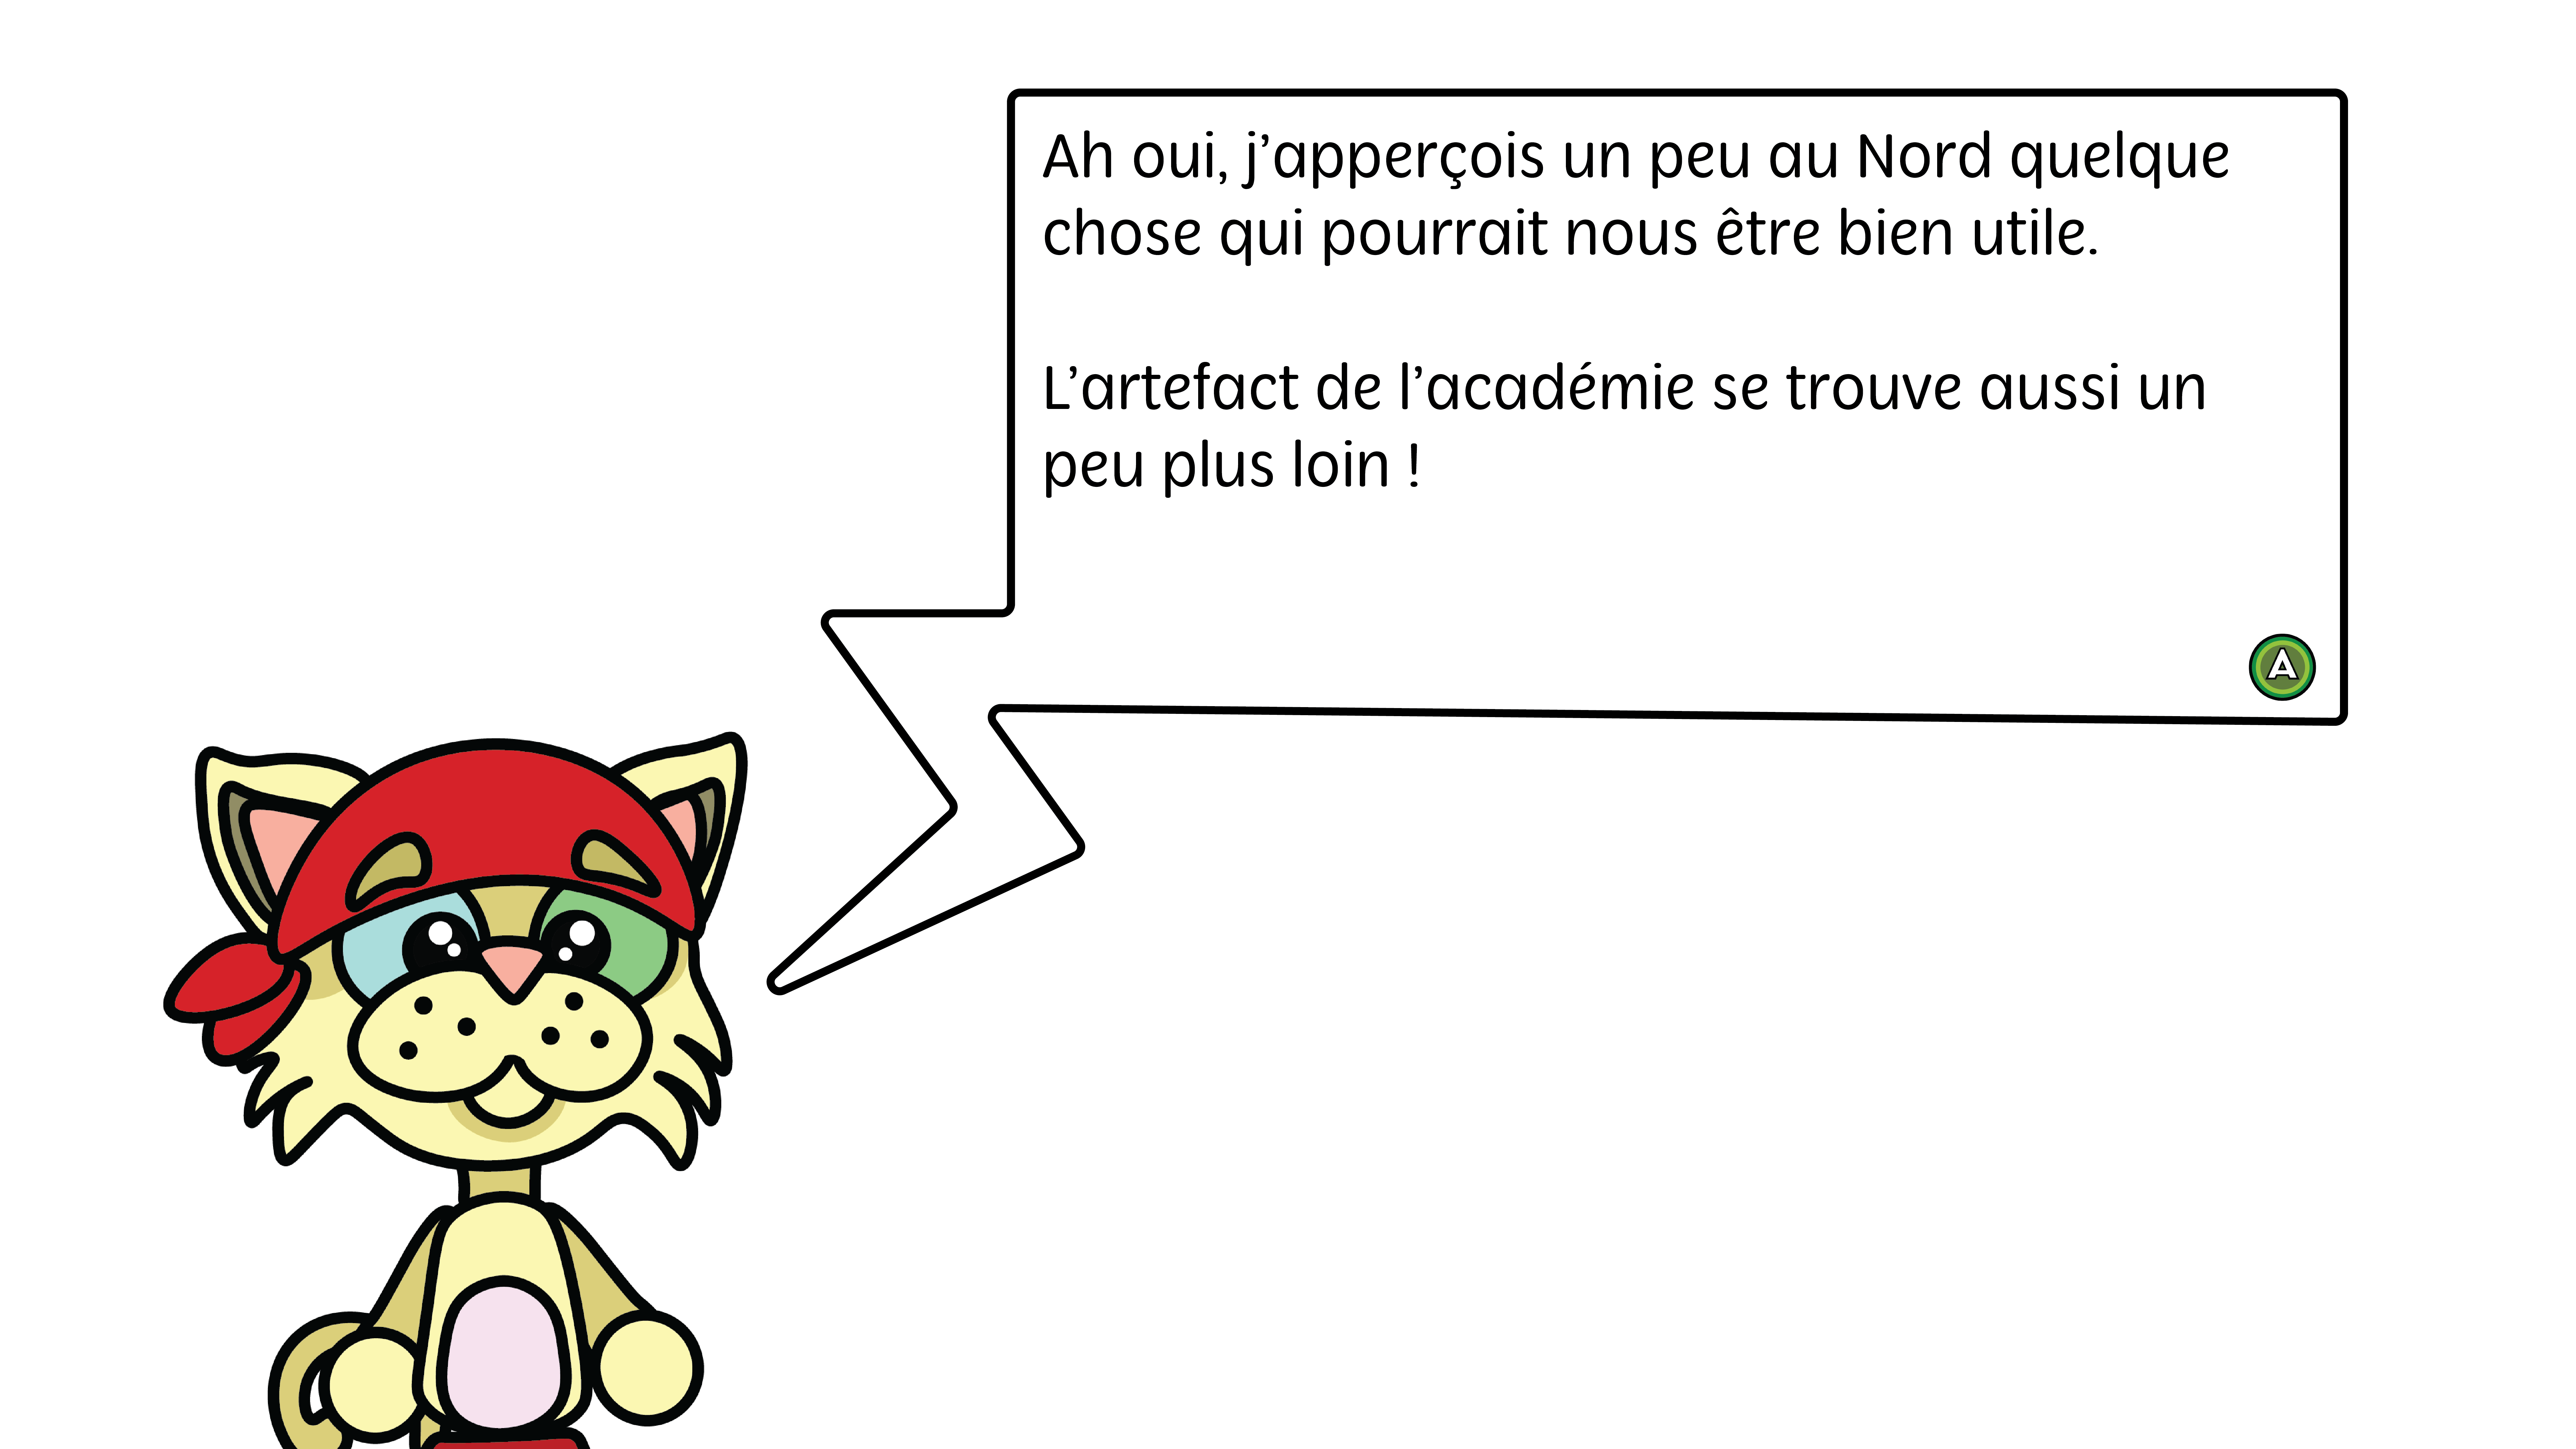 Ah oui, j’apperçois un peu au Nord quelque
chose qui pourrait nous être bien utile.
L’artefact de l’académie se trouve aussi un
peu plus loin !
A